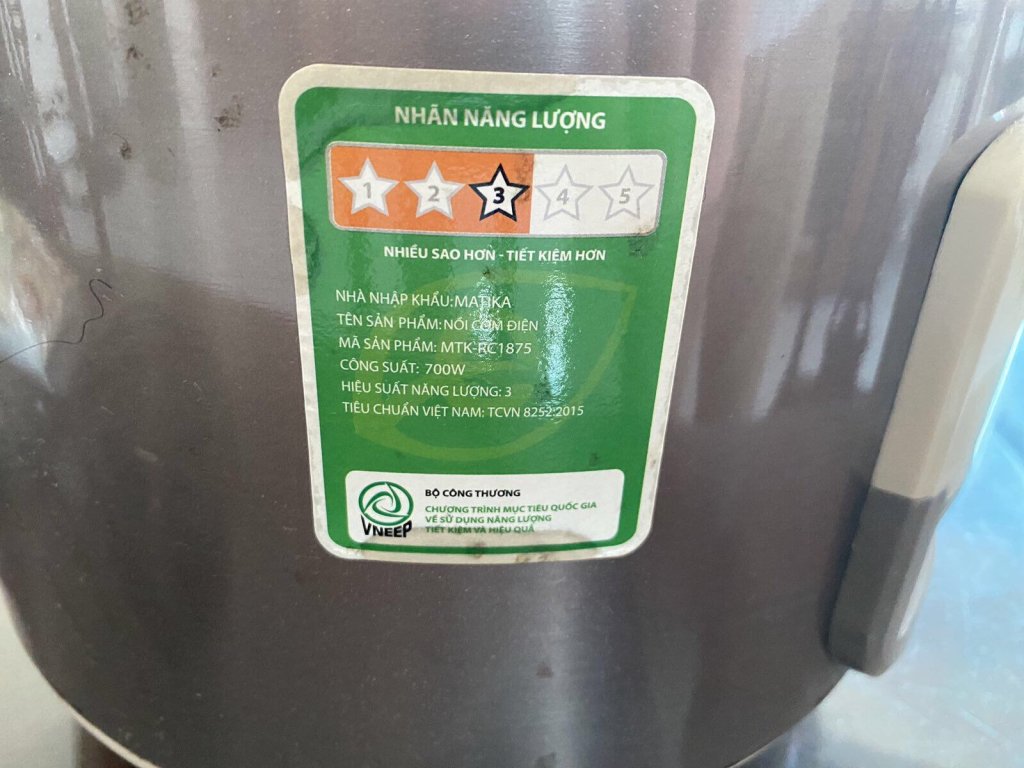 NHÃN NĂNG LƯỢNG
1 2 3 4 5
NHIỀU SAO HƠN - TIẾT KIỆM HƠN
NHÀ NHẬP KHẨU: MATIKA
TÊN SẢN PHẨM: NỒI CƠM ĐIỆN
MÃ SẢN PHẨM: MTK-RC1875
CÔNG SUẤT: 700W
HIỆU SUẤT NĂNG LƯỢNG: 3
TIÊU CHUẨN VIỆT NAM: TCVN 8252:2015
BỘ CÔNG THƯƠNG
CHƯƠNG TRÌNH MỤC TIÊU QUỐC GIA
VỀ SỬ DỤNG NĂNG LƯỢNG
TIẾT KIỆM VÀ HIỆU QUẢ
VNEEP